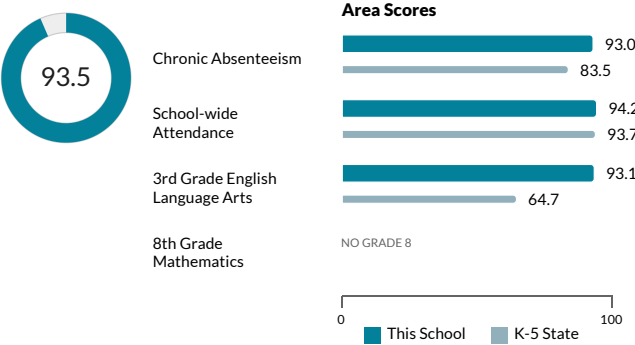 Area Scores
93.5
Chronic Absenteeism
93.0
83.5
School-wide
Attendance
94.2
93.7
3rd Grade English
Language Arts
93.1
64.7
8th Grade
Mathematics
NO GRADE 8
0
100
This School
K-5 State